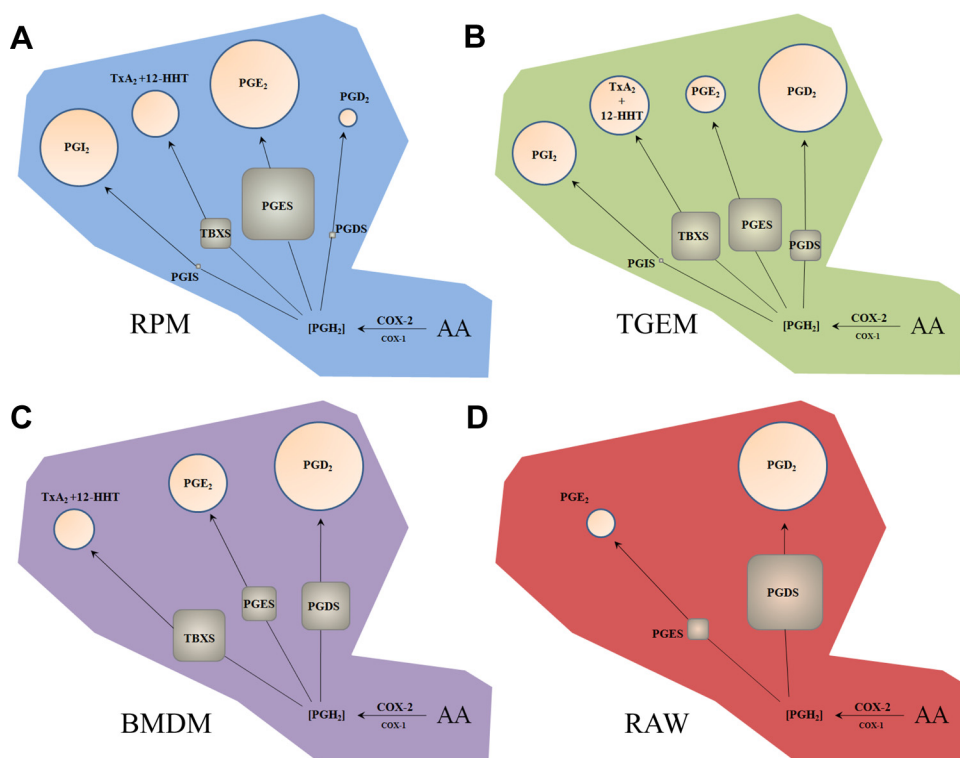 A
TxA₂ +12-HHT
PGE₂
PGD₂
PGI₂
PGES
TBXS
PGDS
PGIS
RPM
[PGH₂]
COX-2
COX-1
AA
B
TxA₂
+
12-HHT
PGE₂
PGD₂
PGI₂
TBXS
PGES
PGDS
PGIS
TGEM
[PGH₂]
COX-2
COX-1
AA
C
TxA₂ +12-HHT
PGE₂
PGD₂
TBXS
PGES
PGDS
BMDM
[PGH₂]
COX-2
COX-1
AA
D
PGE₂
PGD₂
PGES
PGDS
RAW
[PGH₂]
COX-2
COX-1
AA